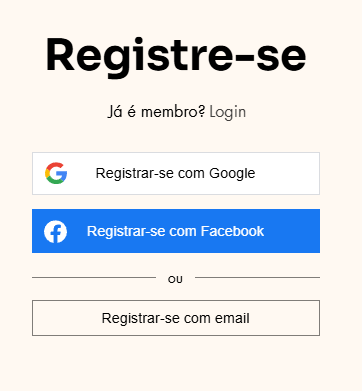 Registre-se
Já é membro? Login
Registrar-se com Google
Registrar-se com Facebook
ou
Registrar-se com email